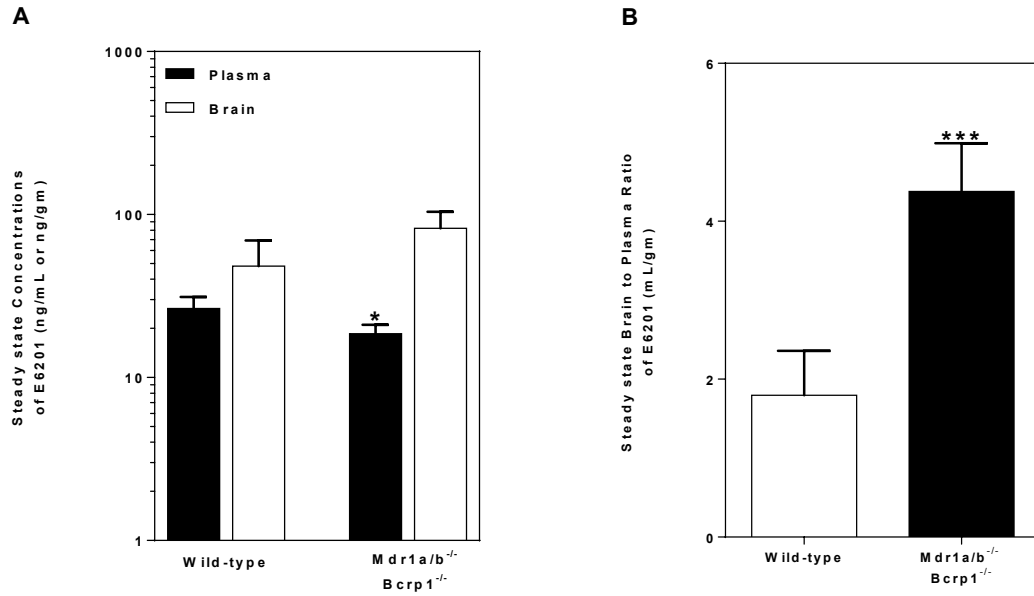 A
Steady state Concentrations
of E6201 (ng/mL or ng/gm)
1000
100
10
1
Plasma
Brain
*
Wild-type
Mdr1a/b-/-
Bcrp1-/-
B
Steady state Brain to Plasma Ratio
of E6201 (mL/gm)
6
4
2
0
***
Wild-type
Mdr1a/b-/-
Bcrp1-/-